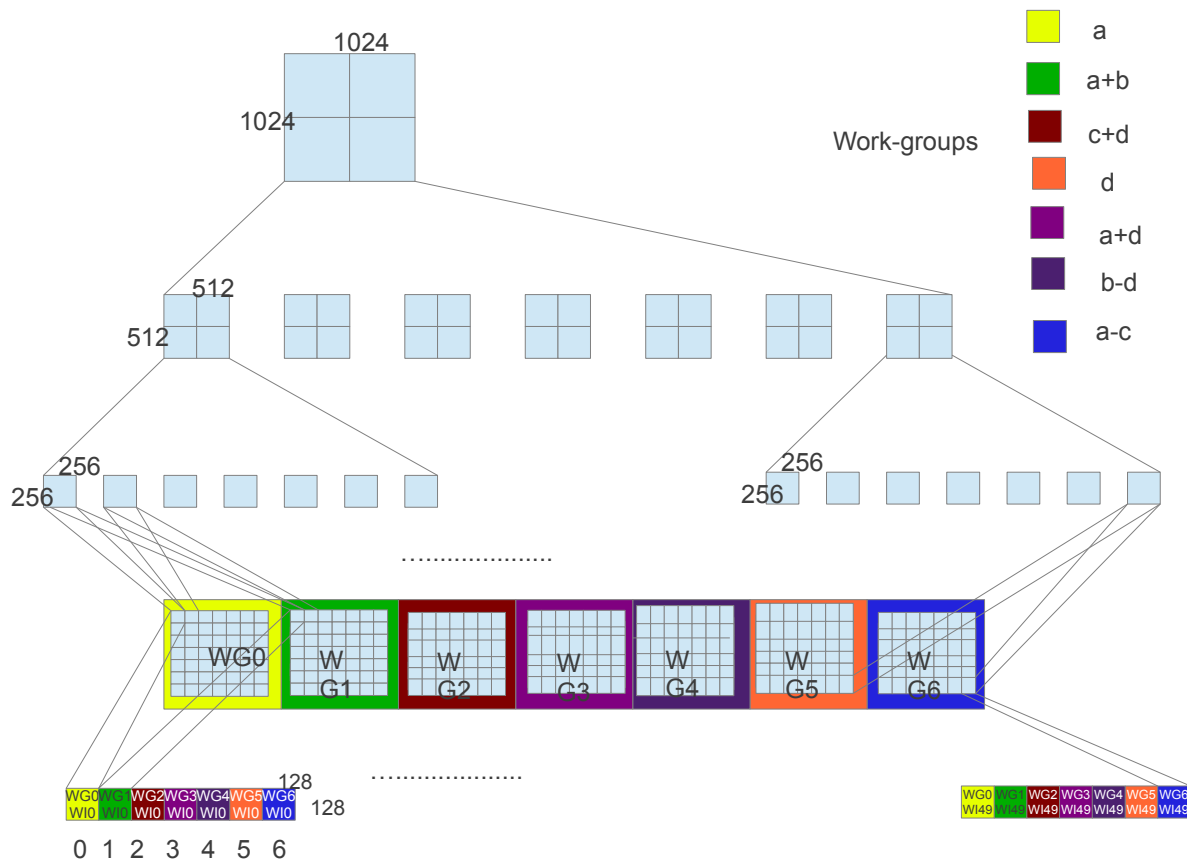 1024
1024
Work-groups
a
a+b
c+d
d
a+d
b-d
a-c
512
512
256
256
256
256
......................
WG0
W
G1
W
G2
W
G3
W
G4
W
G5
W
G6
......................
128
128
WG0 WG1 WG2 WG3 WG4 WG5 WG6
WI0 WI0 WI0 WI0 WI0 WI0 WI0
0 1 2 3 4 5 6
WG0 WG1 WG2 WG3 WG4 WG5 WG6
WI49 WI49 WI49 WI49 WI49 WI49 WI49